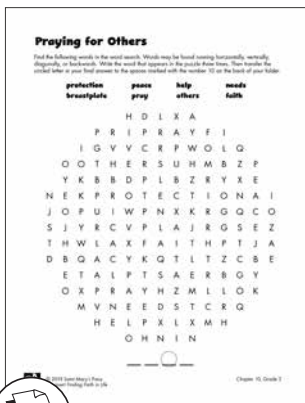 Praying for Others
Find the following words in the word search. Words may be found running horizontally, vertically,
diagonally, or backwards. Write the word that appears in the puzzle three times. Then transfer the
circled letter in your final answer to the spaces marked with the number 10 on the back of your folder.
protection peace help needs
breastplate pray others faith
H D L X A
P R I P R A Y F I
I G V V C R P W O L Q
O O T H E R S U H M B Z P
Y K B B D P L B Z R Y X E
N E K P R O T E C T I O N A I
J O P U I W P N X K R G Q C O
S J Y R C V P L A J R G S E Z
T H W L A X F A I T H P T J A
D B Q A C Y K Q T L T Z C B E
E T A L P T S A E R B G Y
O X P R A Y H Z M L L O K
M V N E E D S T C R Q
H E L P X L X M H
O H N I N
Chapter 10, Grade 5